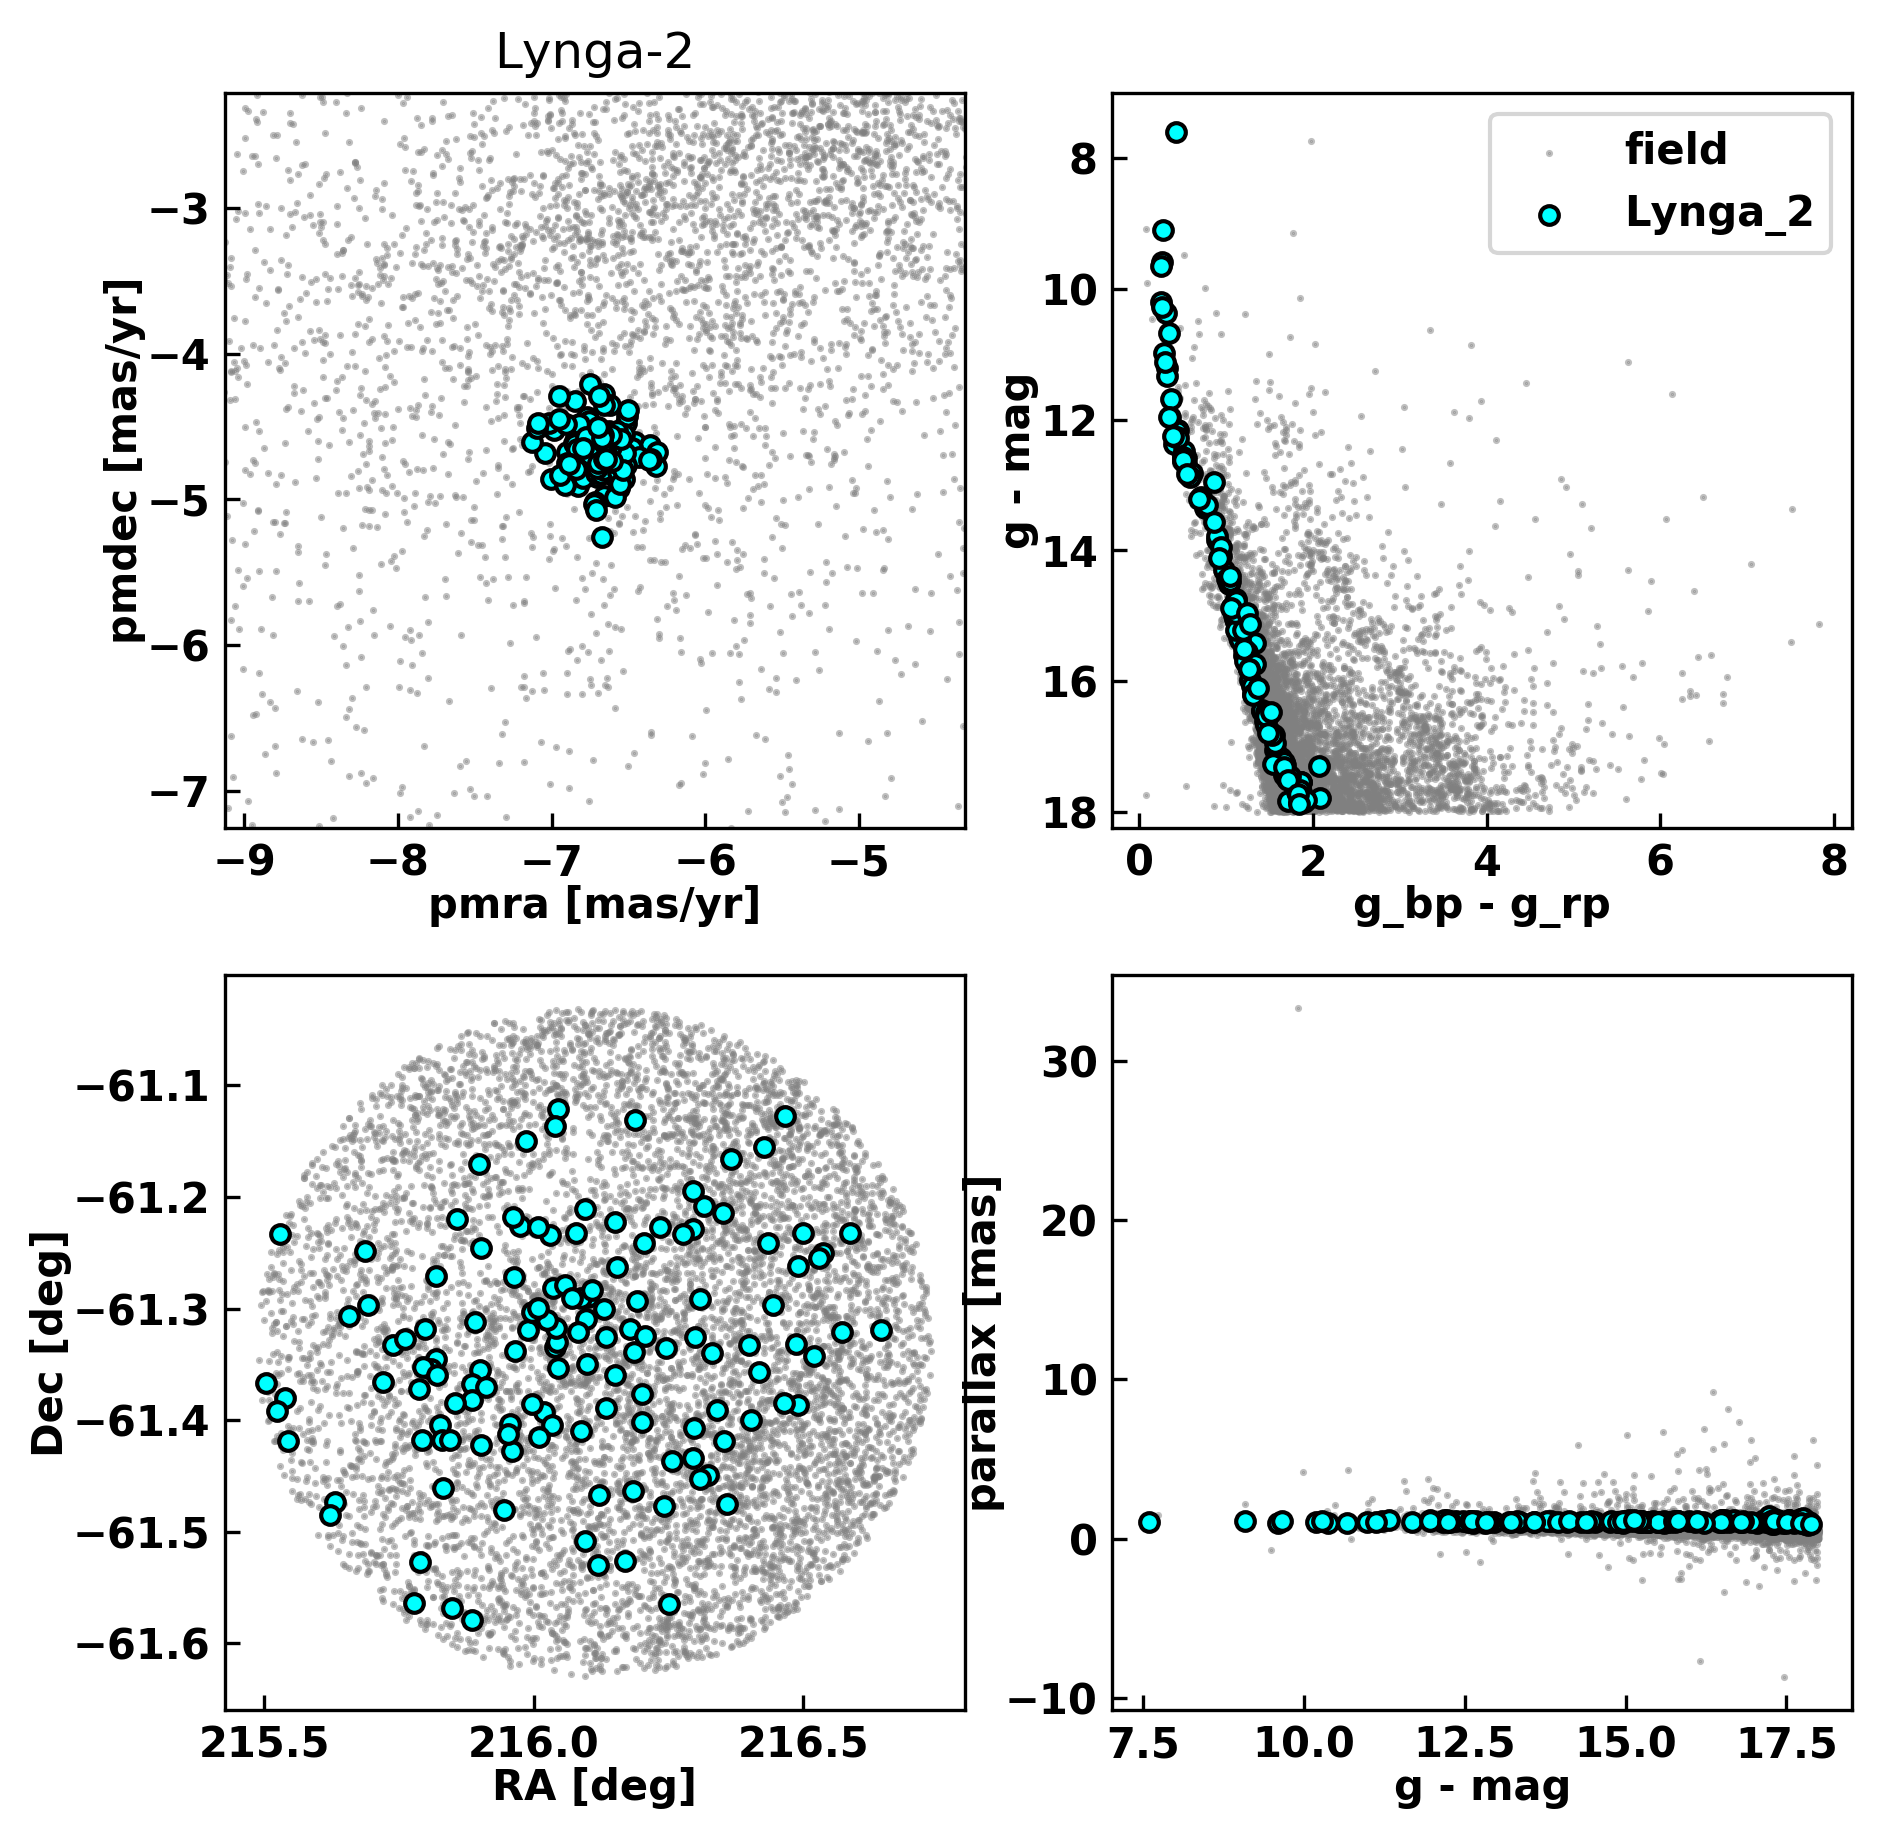 Lynga-2
−3
−4
−5
−6
−7
pmdec [mas/yr]
−9 −8 −7 −6 −5
pmra [mas/yr]
field
Lynga_2
8
10
12
14
16
18
g - mag
0 2 4 6 8
g_bp - g_rp
−61.1
−61.2
−61.3
−61.4
−61.5
−61.6
Dec [deg]
215.5 216.0 216.5
RA [deg]
30
20
10
0
−10
parallax [mas]
7.5 10.0 12.5 15.0 17.5
g - mag